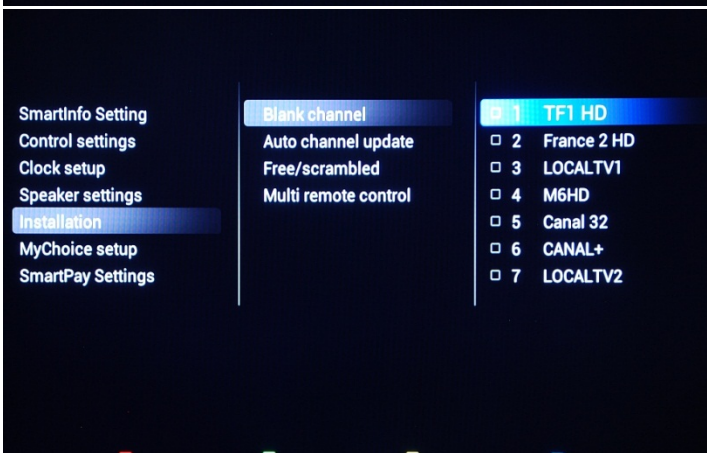 SmartInfo Setting
Control settings
Clock setup
Speaker settings
Installation
MyChoice setup
SmartPay Settings
Blank channel
Auto channel update
Free/scrambled
Multi remote control
1 TF1 HD
2 France 2 HD
3 LOCALTV1
4 M6HD
5 Canal 32
6 CANAL+
7 LOCALTV2